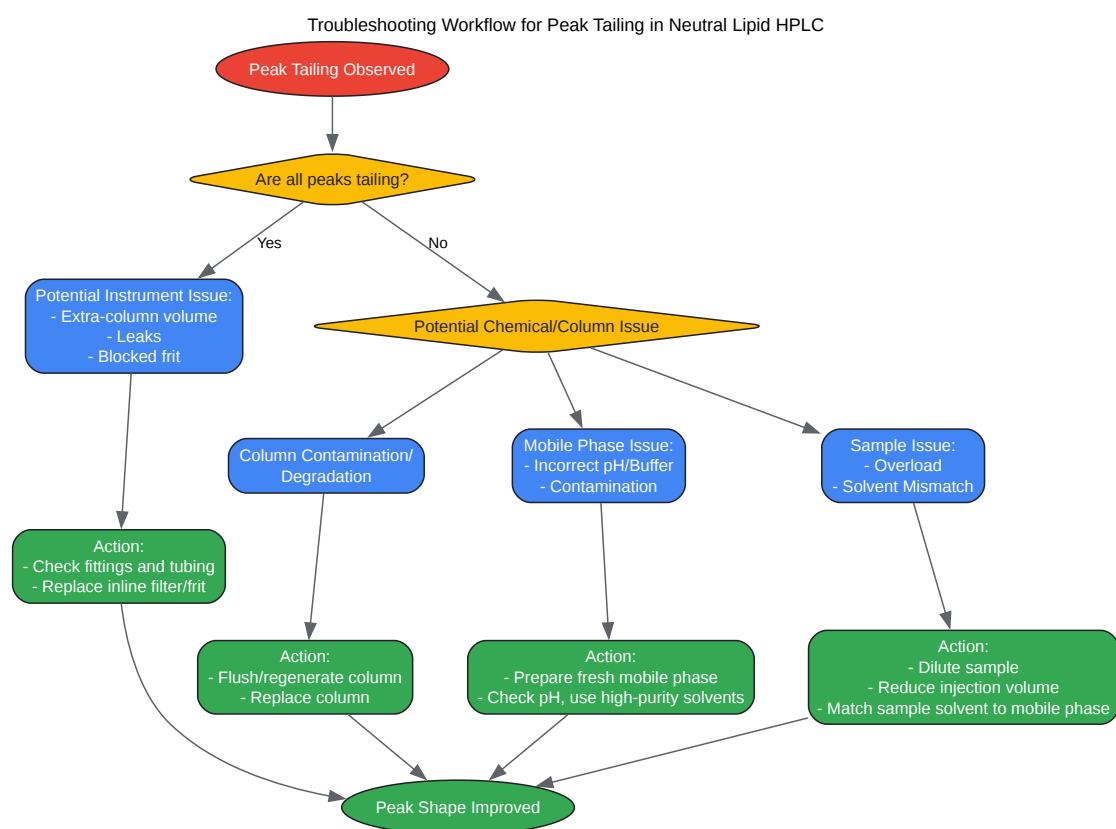 Troubleshooting Workflow for Peak Tailing in Neutral Lipid HPLC
Peak Tailing Observed
Are all peaks tailing?
Yes
No
Potential Instrument Issue:
- Extra-column volume
- Leaks
- Blocked frit
Potential Chemical/Column Issue
Column Contamination/
Degradation
Mobile Phase Issue:
- Incorrect pH/Buffer
- Contamination
Sample Issue:
- Overload
- Solvent Mismatch
Action:
- Check fittings and tubing
- Replace inline filter/frit
Action:
- Flush/regenerate column
- Replace column
Action:
- Prepare fresh mobile phase
- Check pH, use high-purity solvents
Action:
- Dilute sample
- Reduce injection volume
- Match sample solvent to mobile phase
Peak Shape Improved